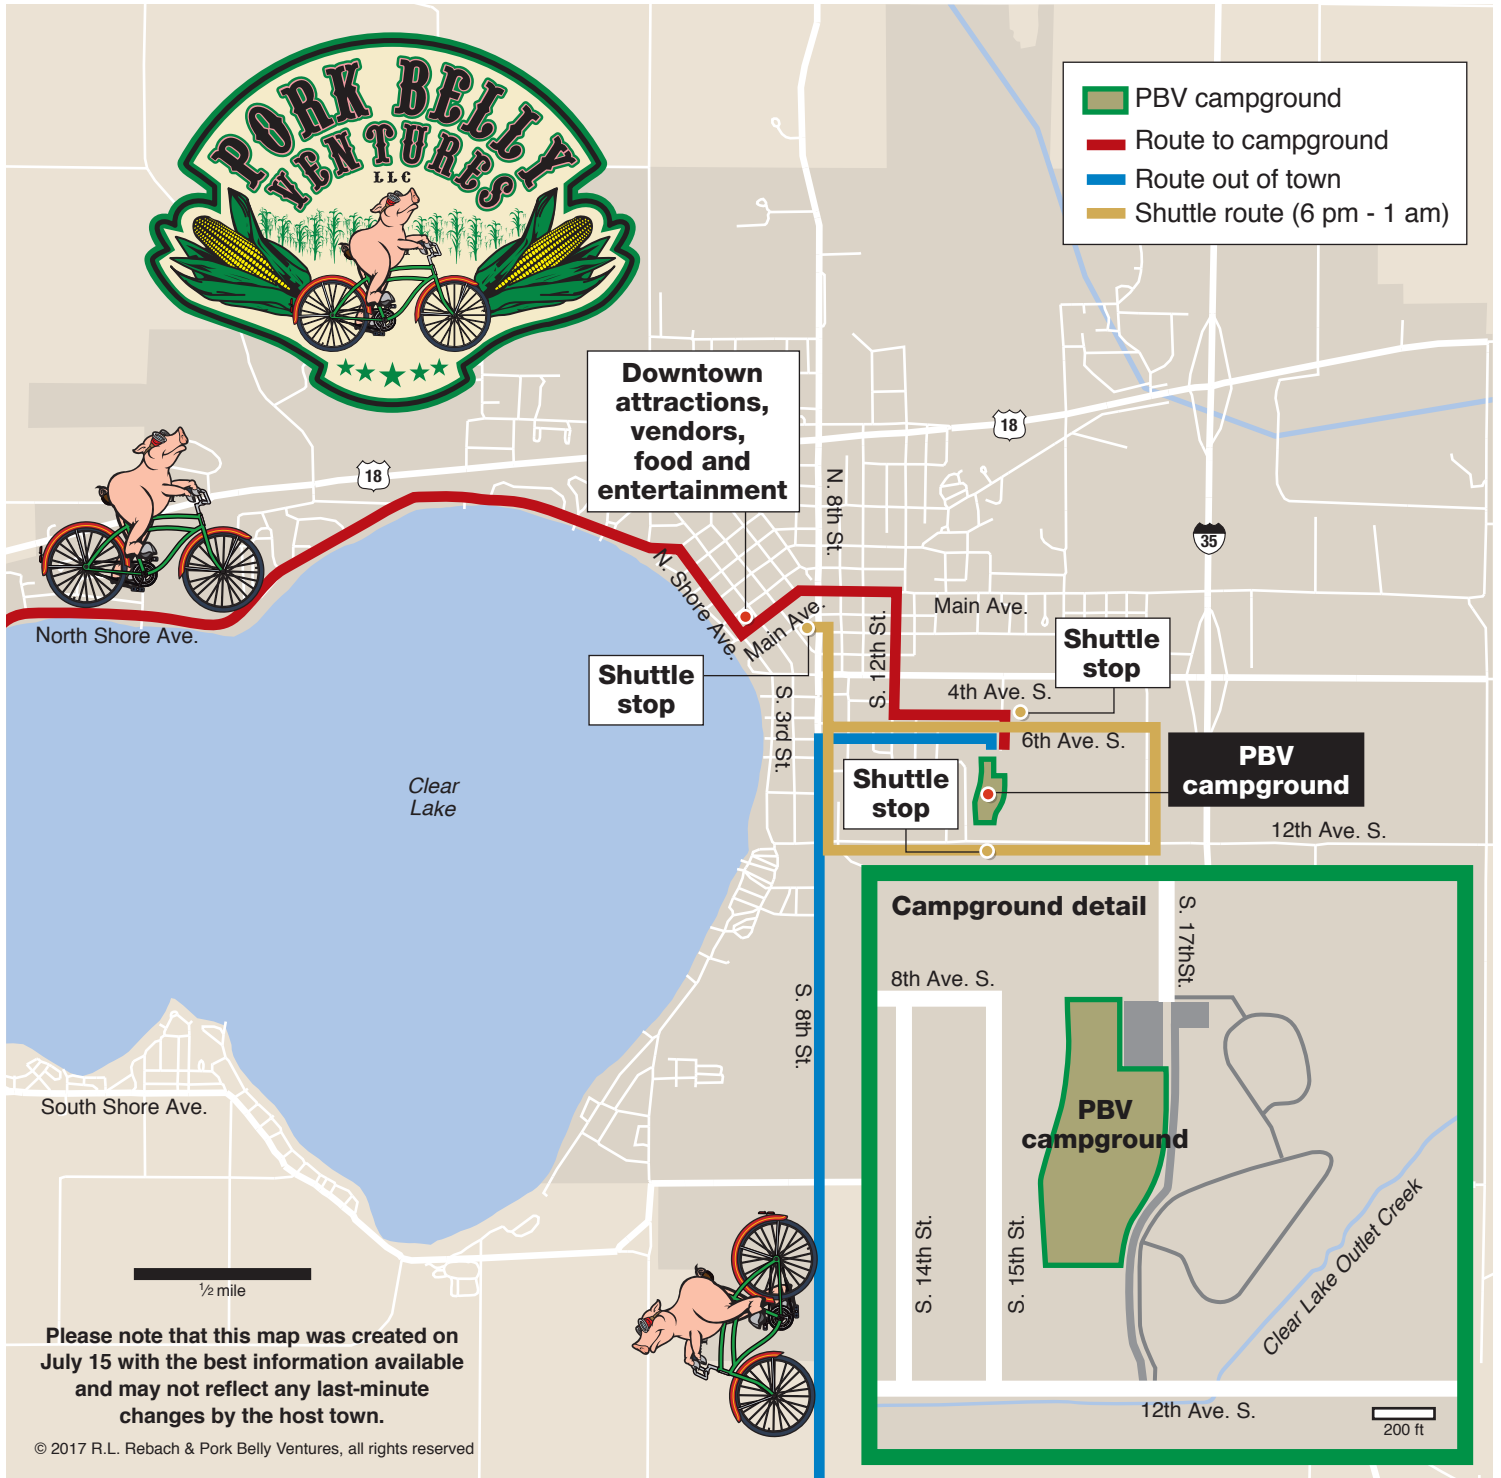 PORK BELLY
VENTURES
LLC
PBV campground
Route to campground
Route out of town
Shuttle route (6 pm - 1 am)
Downtown
attractions,
vendors,
food and
entertainment
18
18
35
N. 8th St.
North Shore Ave.
N. Shore Ave.
Main Ave.
Main Ave.
S. 12th St.
Shuttle
stop
Shuttle
stop
4th Ave. S.
S. 3rd St.
6th Ave. S.
PBV
campground
Shuttle
stop
Clear
Lake
12th Ave. S.
S. 8th St.
South Shore Ave.
Campground detail
S. 17thSt.
8th Ave. S.
PBV
campground
S. 14th St.
S. 15th St.
Clear Lake Outlet Creek
12th Ave. S.
200 ft
½ mile
Please note that this map was created on
July 15 with the best information available
and may not reflect any last-minute
changes by the host town.
© 2017 R.L. Rebach & Pork Belly Ventures, all rights reserved